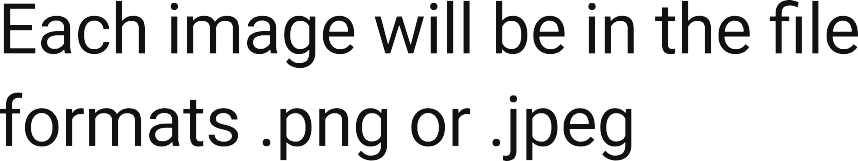 Each image will be in the file
formats .png or .jpeg